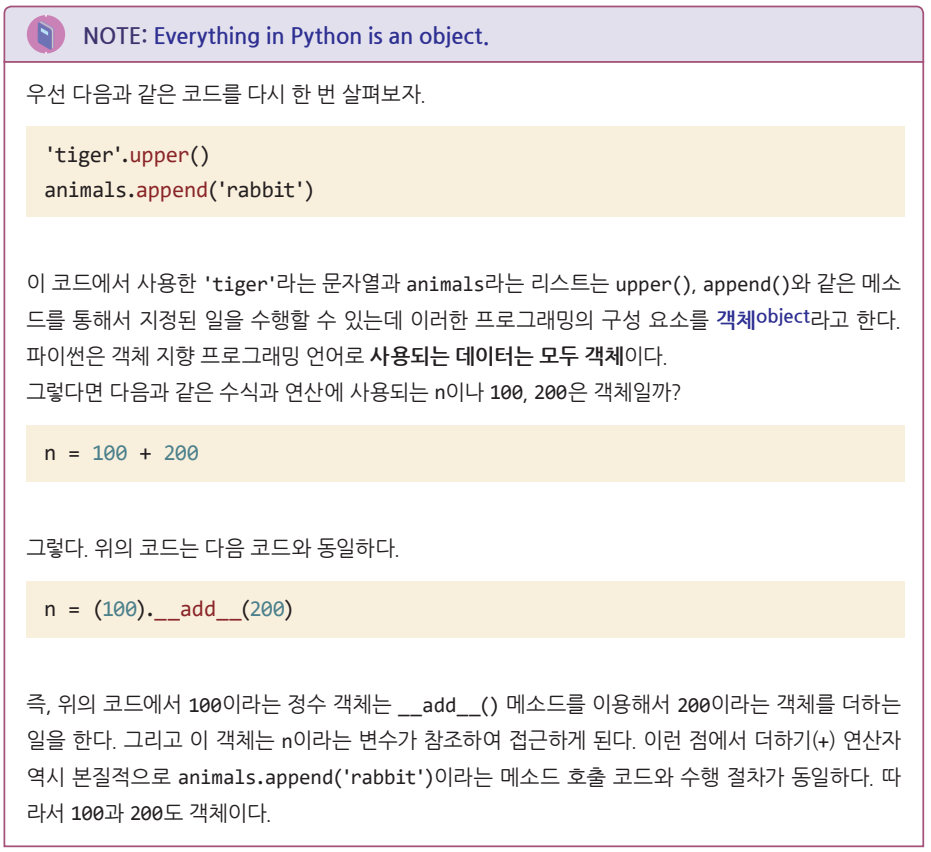 NOTE: Everything in Python is an object.
우선 다음과 같은 코드를 다시 한 번 살펴보자.
'tiger'.upper()
animals.append('rabbit')
이 코드에서 사용한 'tiger'라는 문자열과 animals라는 리스트는 upper(), append()와 같은 메소
드를 통해서 지정된 일을 수행할 수 있는데 이러한 프로그래밍의 구성 요소를 객체object라고 한다.
파이썬은 객체 지향 프로그래밍 언어로 사용되는 데이터는 모두 객체이다.
그렇다면 다음과 같은 수식과 연산에 사용되는 n이나 100, 200은 객체일까?
n = 100 + 200
그렇다. 위의 코드는 다음 코드와 동일하다.
n = (100).__add__(200)
즉, 위의 코드에서 100이라는 정수 객체는 __add__() 메소드를 이용해서 200이라는 객체를 더하는
일을 한다. 그리고 이 객체는 n이라는 변수가 참조하여 접근하게 된다. 이런 점에서 더하기(+) 연산자
역시 본질적으로 animals.append('rabbit')이라는 메소드 호출 코드와 수행 절차가 동일하다. 따
라서 100과 200도 객체이다.